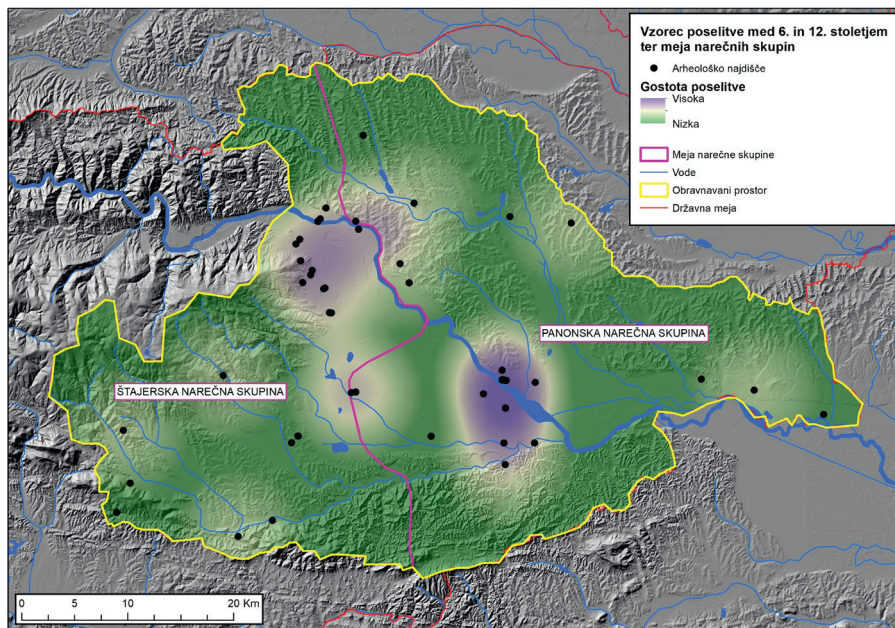 Vzorec poselitve med 6. in 12. stoletjem
ter meja narečnih skupin
Arheološko najdišče
Gostota poselitve
Visoka
Nizka
Meja narečne skupine
Vode
Obravnavani prostor
Državna meja
PANONSKA NAREČNA SKUPINA
ŠTAJERSKA NAREČNA SKUPINA
0 5 10 20 Km